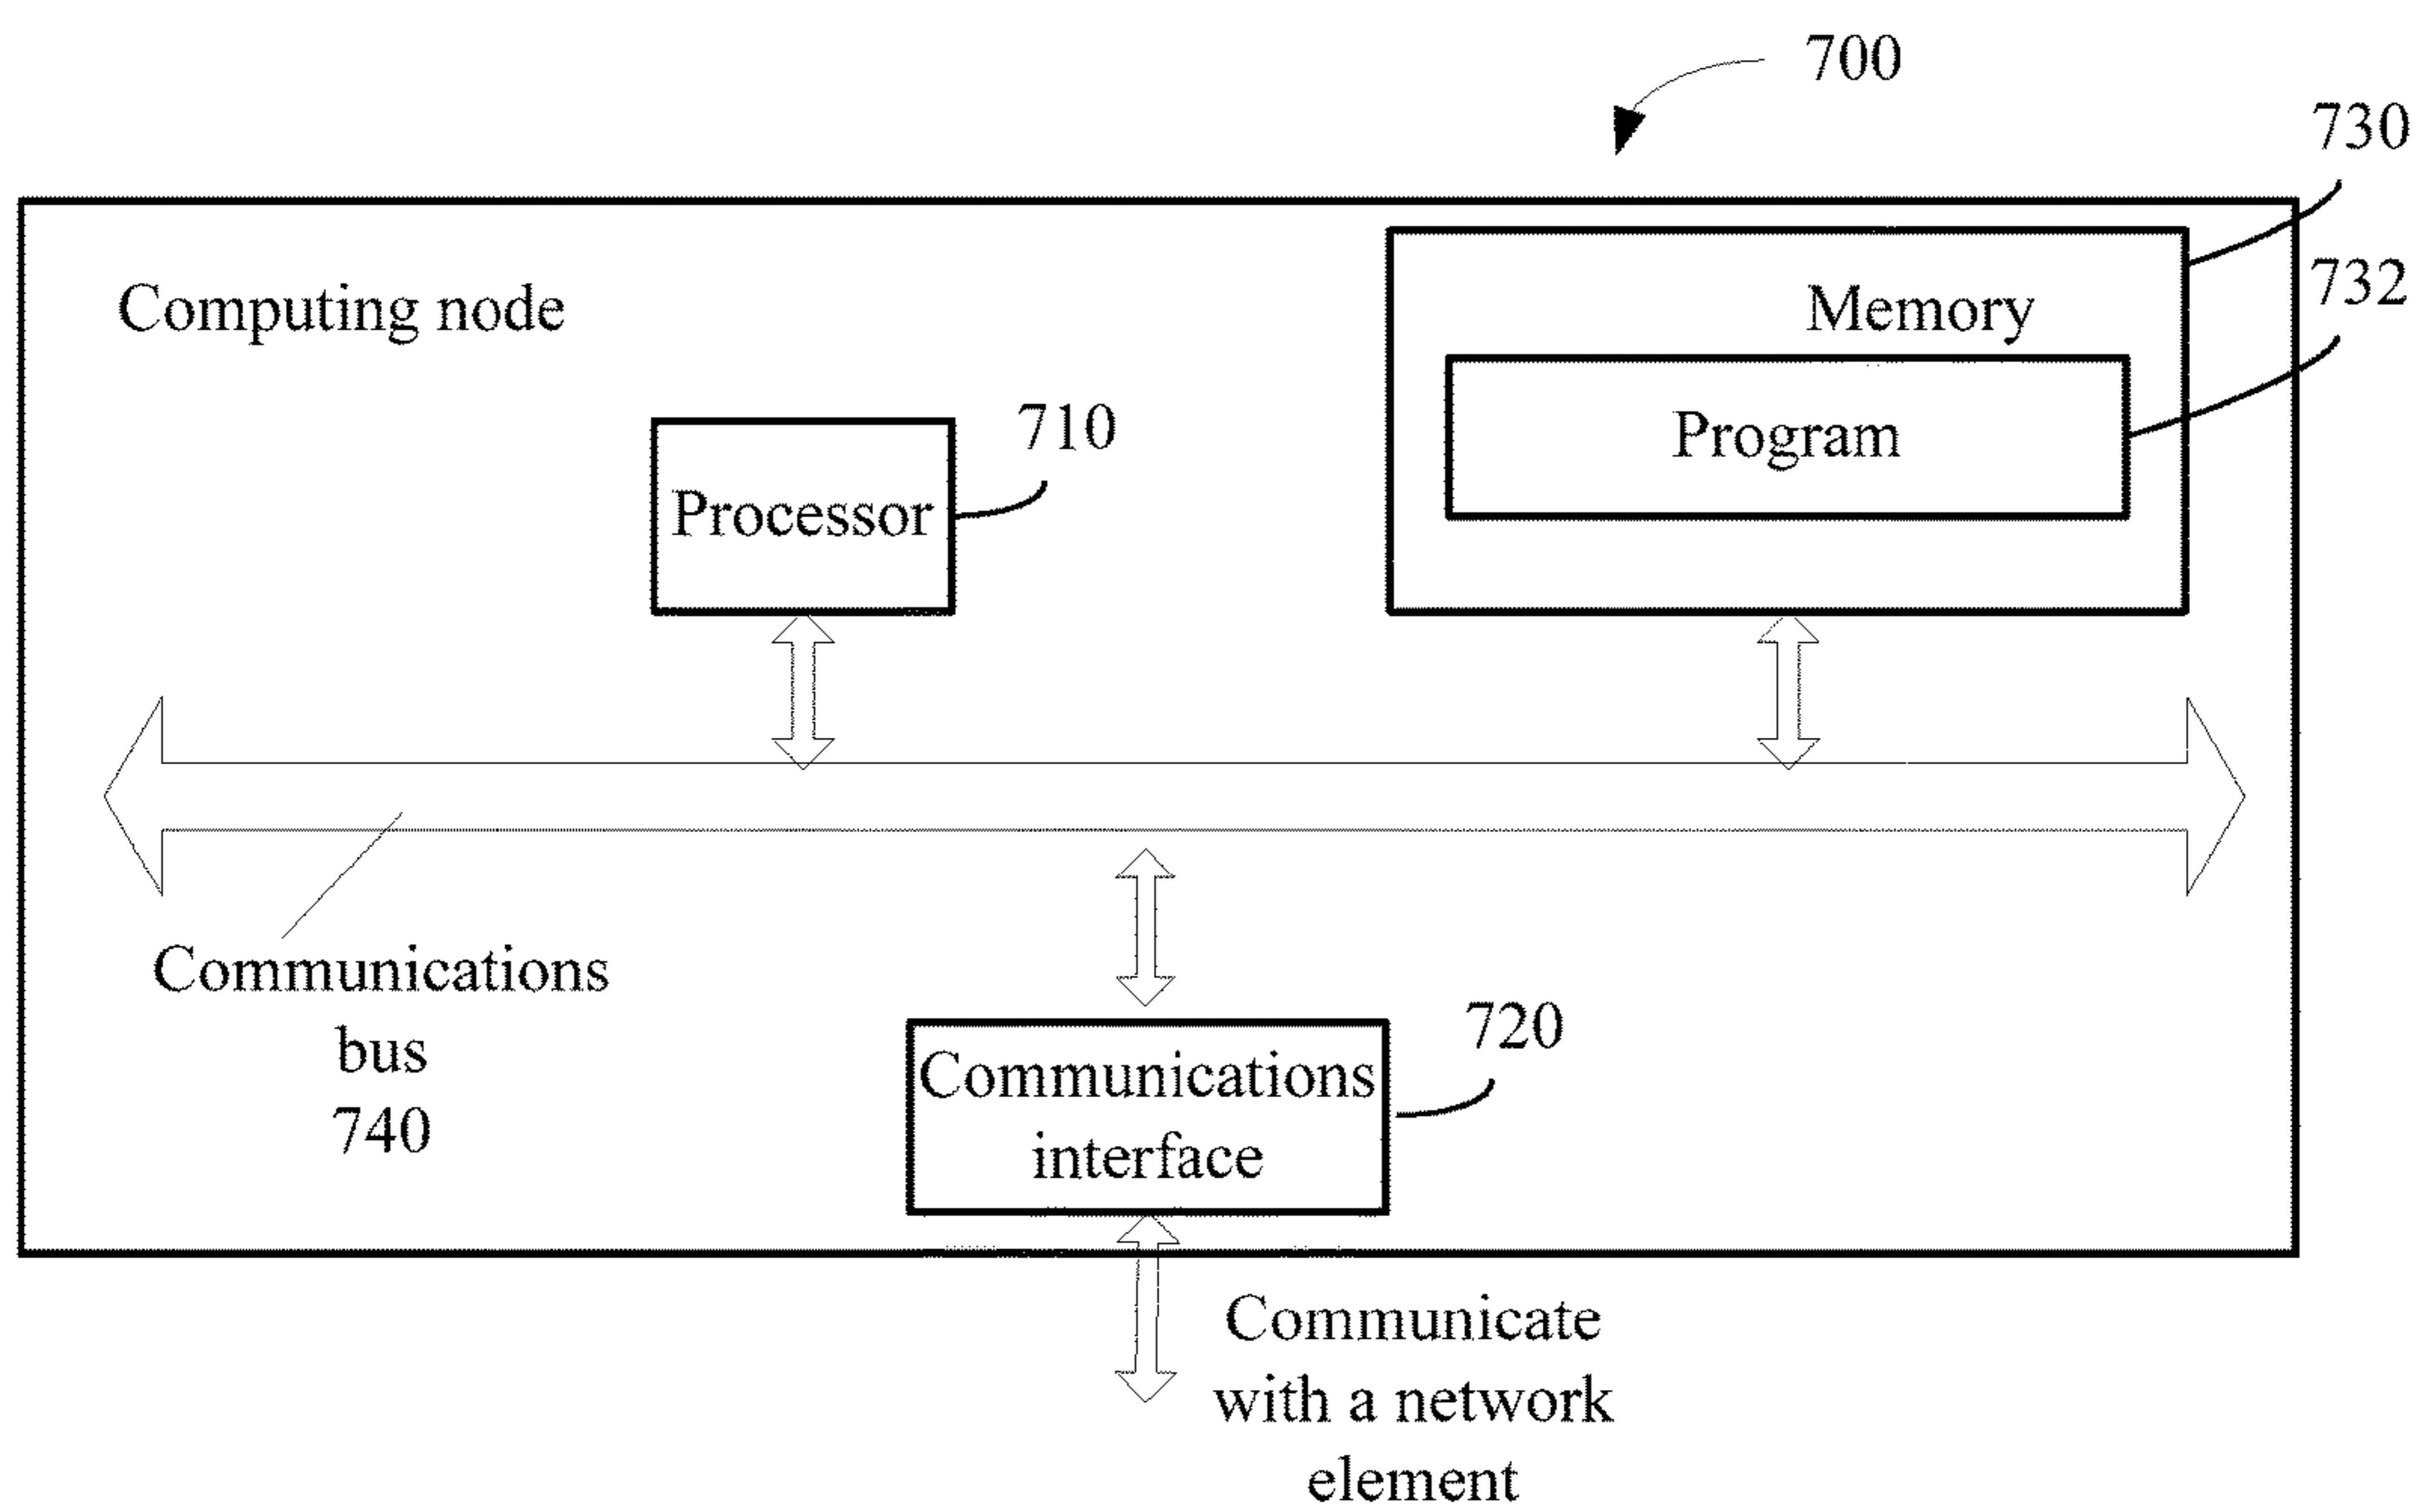 700
730
Computing node
Memory
732
Program
710
Processor
Communications
bus
740
720
Communications
interface
Communicate
with a network
element